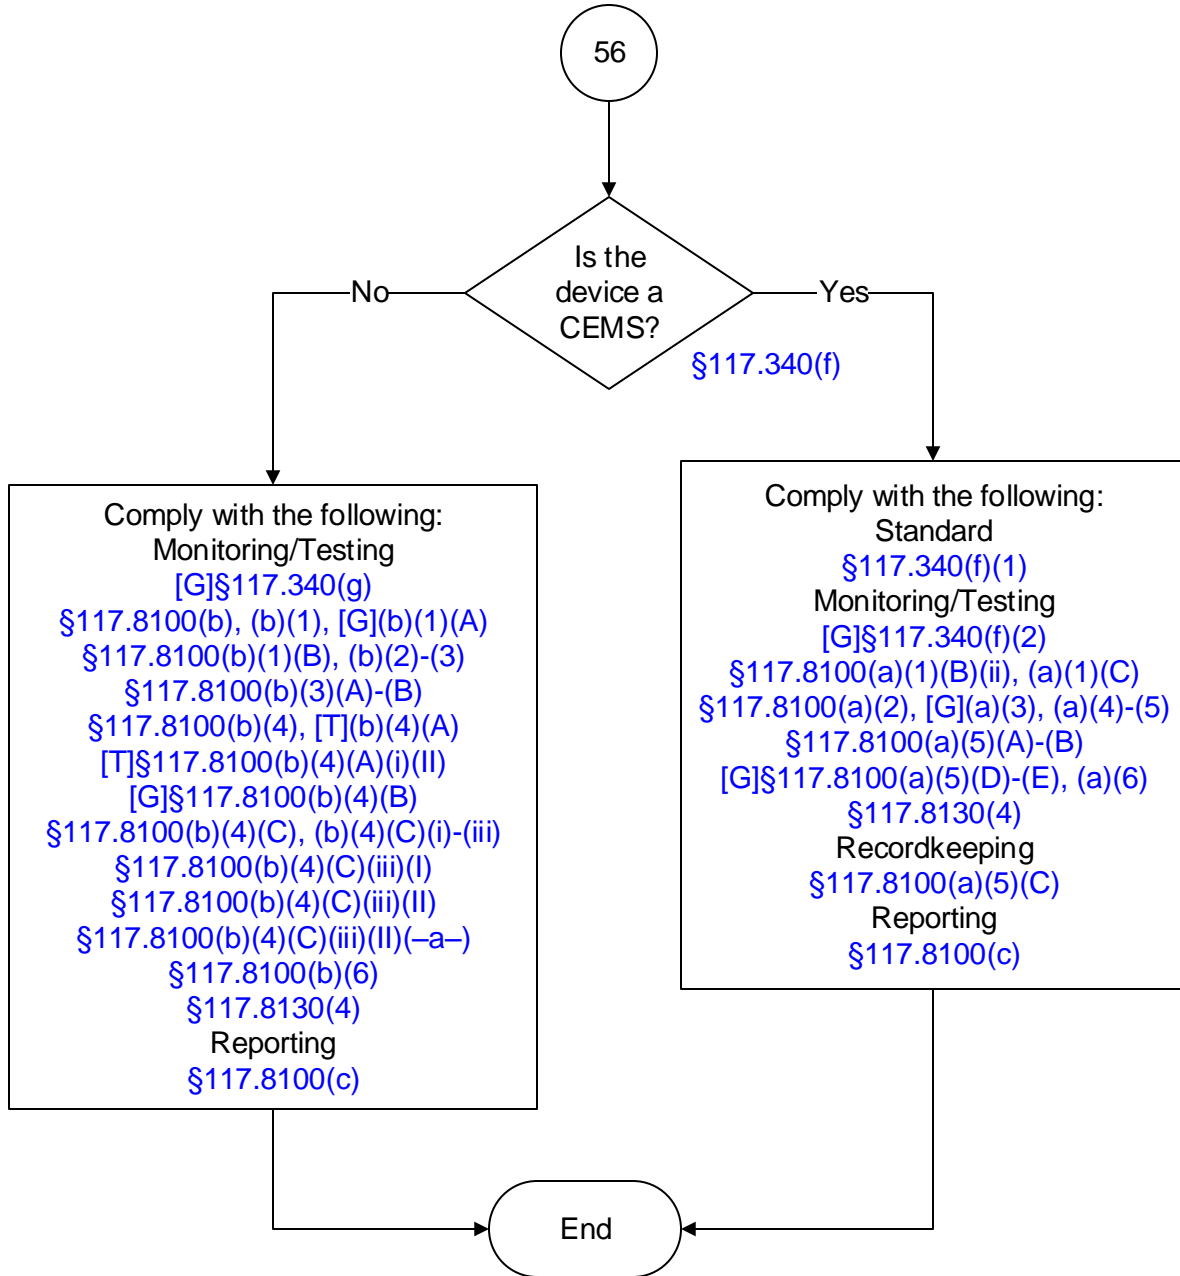 56
Is the
device a
CEMS?
No
Yes
§117.340(f)
Comply with the following:
Monitoring/Testing
[G]§117.340(g)
§117.8100(b), (b)(1), [G](b)(1)(A)
§117.8100(b)(1)(B), (b)(2)-(3)
§117.8100(b)(3)(A)-(B)
§117.8100(b)(4), [T](b)(4)(A)
[T]§117.8100(b)(4)(A)(i)(II)
[G]§117.8100(b)(4)(B)
§117.8100(b)(4)(C), (b)(4)(C)(i)-(iii)
§117.8100(b)(4)(C)(iii)(I)
§117.8100(b)(4)(C)(iii)(II)
§117.8100(b)(4)(C)(iii)(II)(–a–)
§117.8100(b)(6)
§117.8130(4)
Reporting
§117.8100(c)
Comply with the following:
Standard
§117.340(f)(1)
Monitoring/Testing
[G]§117.340(f)(2)
§117.8100(a)(1)(B)(ii), (a)(1)(C)
§117.8100(a)(2), [G](a)(3), (a)(4)-(5)
§117.8100(a)(5)(A)-(B)
[G]§117.8100(a)(5)(D)-(E), (a)(6)
§117.8130(4)
Recordkeeping
§117.8100(a)(5)(C)
Reporting
§117.8100(c)
End